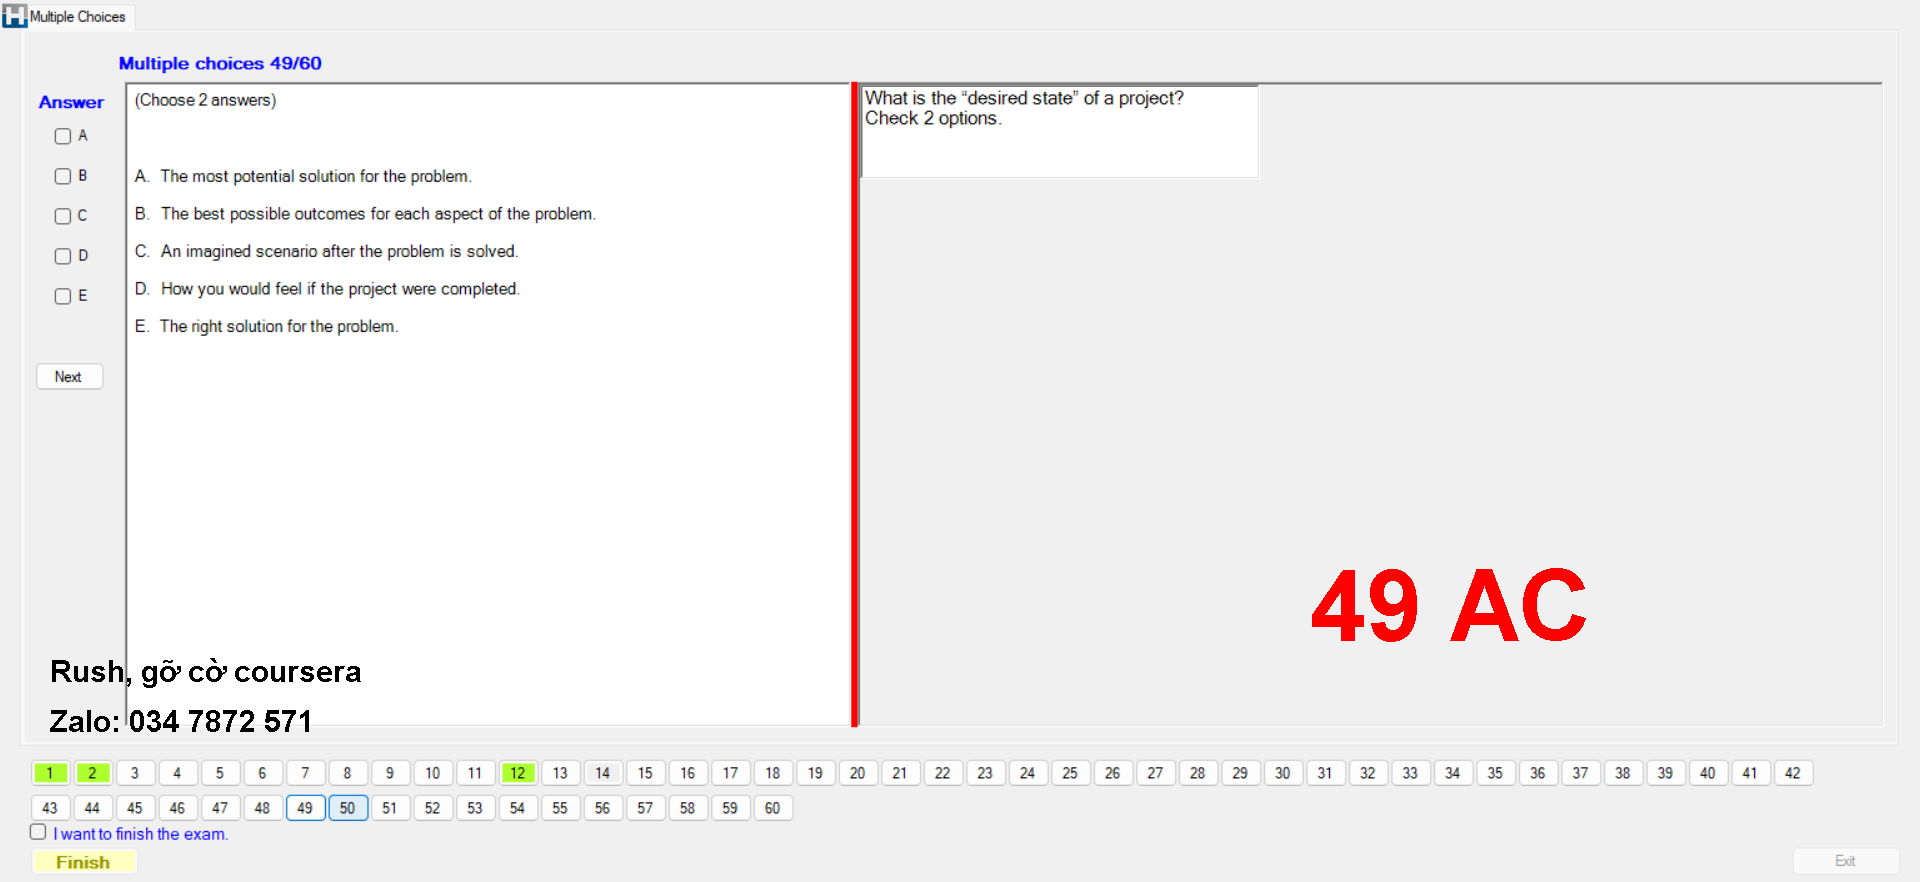 Multiple Choices
Multiple choices 49/60
Answer
A
B
C
D
E
Next
(Choose 2 answers)
A. The most potential solution for the problem.
B. The best possible outcomes for each aspect of the problem.
C. An imagined scenario after the problem is solved.
D. How you would feel if the project were completed.
E. The right solution for the problem.
What is the “desired state” of a project?
Check 2 options.
49 AC
Rush, gỡ cờ coursera
Zalo: 034 7872 571
1 2 3 4 5 6 7 8 9 10 11 12 13 14 15 16 17 18 19 20 21 22 23 24 25 26 27 28 29 30 31 32 33 34 35 36 37 38 39 40 41 42
43 44 45 46 47 48 49 50 51 52 53 54 55 56 57 58 59 60
I want to finish the exam.
Finish
Exit